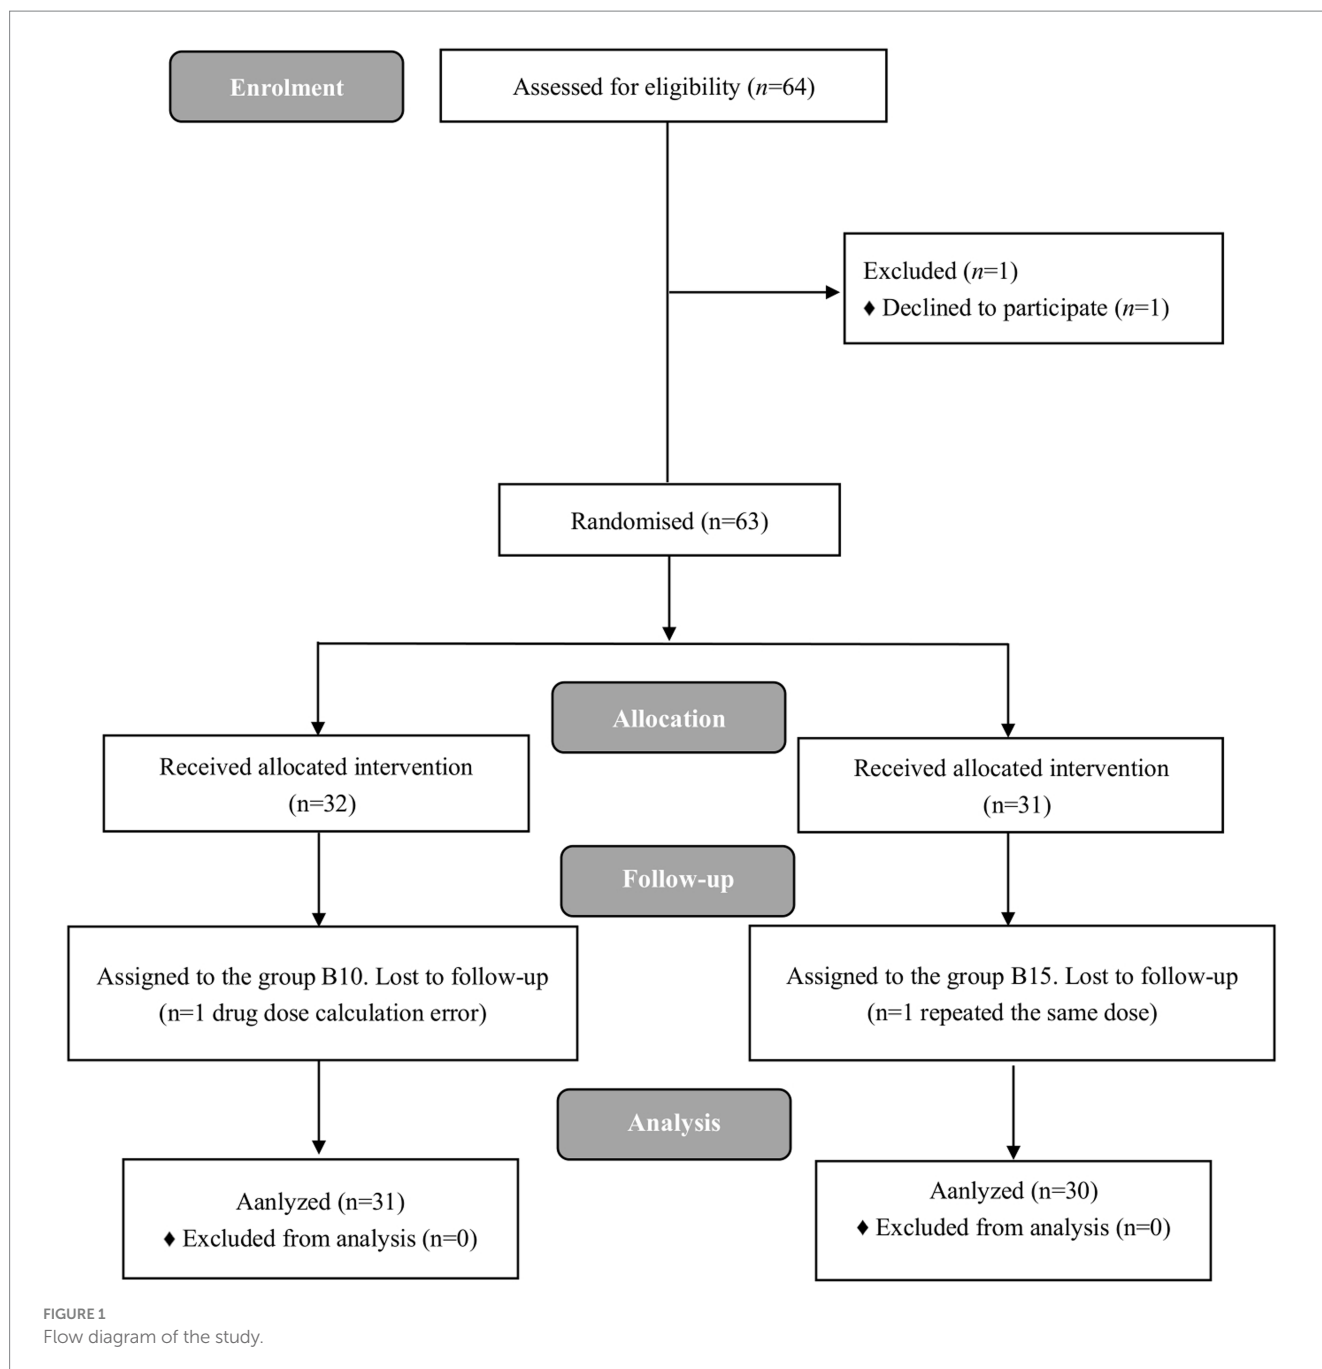 Enrolment
Assessed for eligibility (n=64)
Excluded (n=1)
♦ Declined to participate (n=1)
Randomised (n=63)
Allocation
Received allocated intervention
(n=32)
Received allocated intervention
(n=31)
Follow-up
Assigned to the group B10. Lost to follow-up
(n=1 drug dose calculation error)
Assigned to the group B15. Lost to follow-up
(n=1 repeated the same dose)
Analysis
Aanlyzed (n=31)
♦ Excluded from analysis (n=0)
Aanlyzed (n=30)
♦ Excluded from analysis (n=0)
FIGURE 1
Flow diagram of the study.